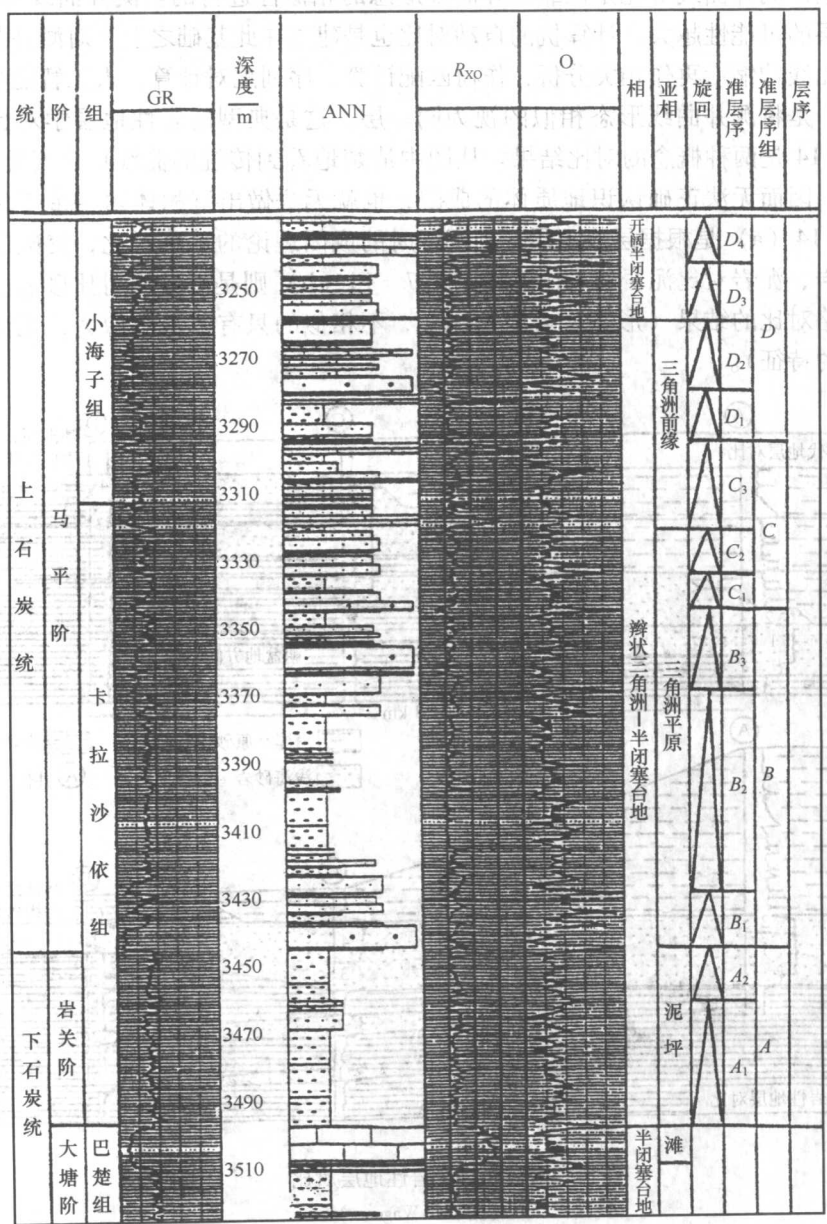 统
阶
组
GR
深度
m
ANN
RXO
O
相
亚相
旋回
准层序
准层序组
层序
上石炭统
下石炭统
马平阶
岩关阶
大塘阶
小海子组
卡拉沙依组
巴楚组
3250
3270
3290
3310
3330
3350
3370
3390
3410
3430
3450
3470
3490
3510
开阔半闭塞台地
辫状三角洲—半闭塞台地
半闭塞台地
三角洲前缘
三角洲平原
泥坪
滩
D4
D3
D2
D1
C3
C2
C1
B3
B2
B1
A2
A1
D
C
B
A